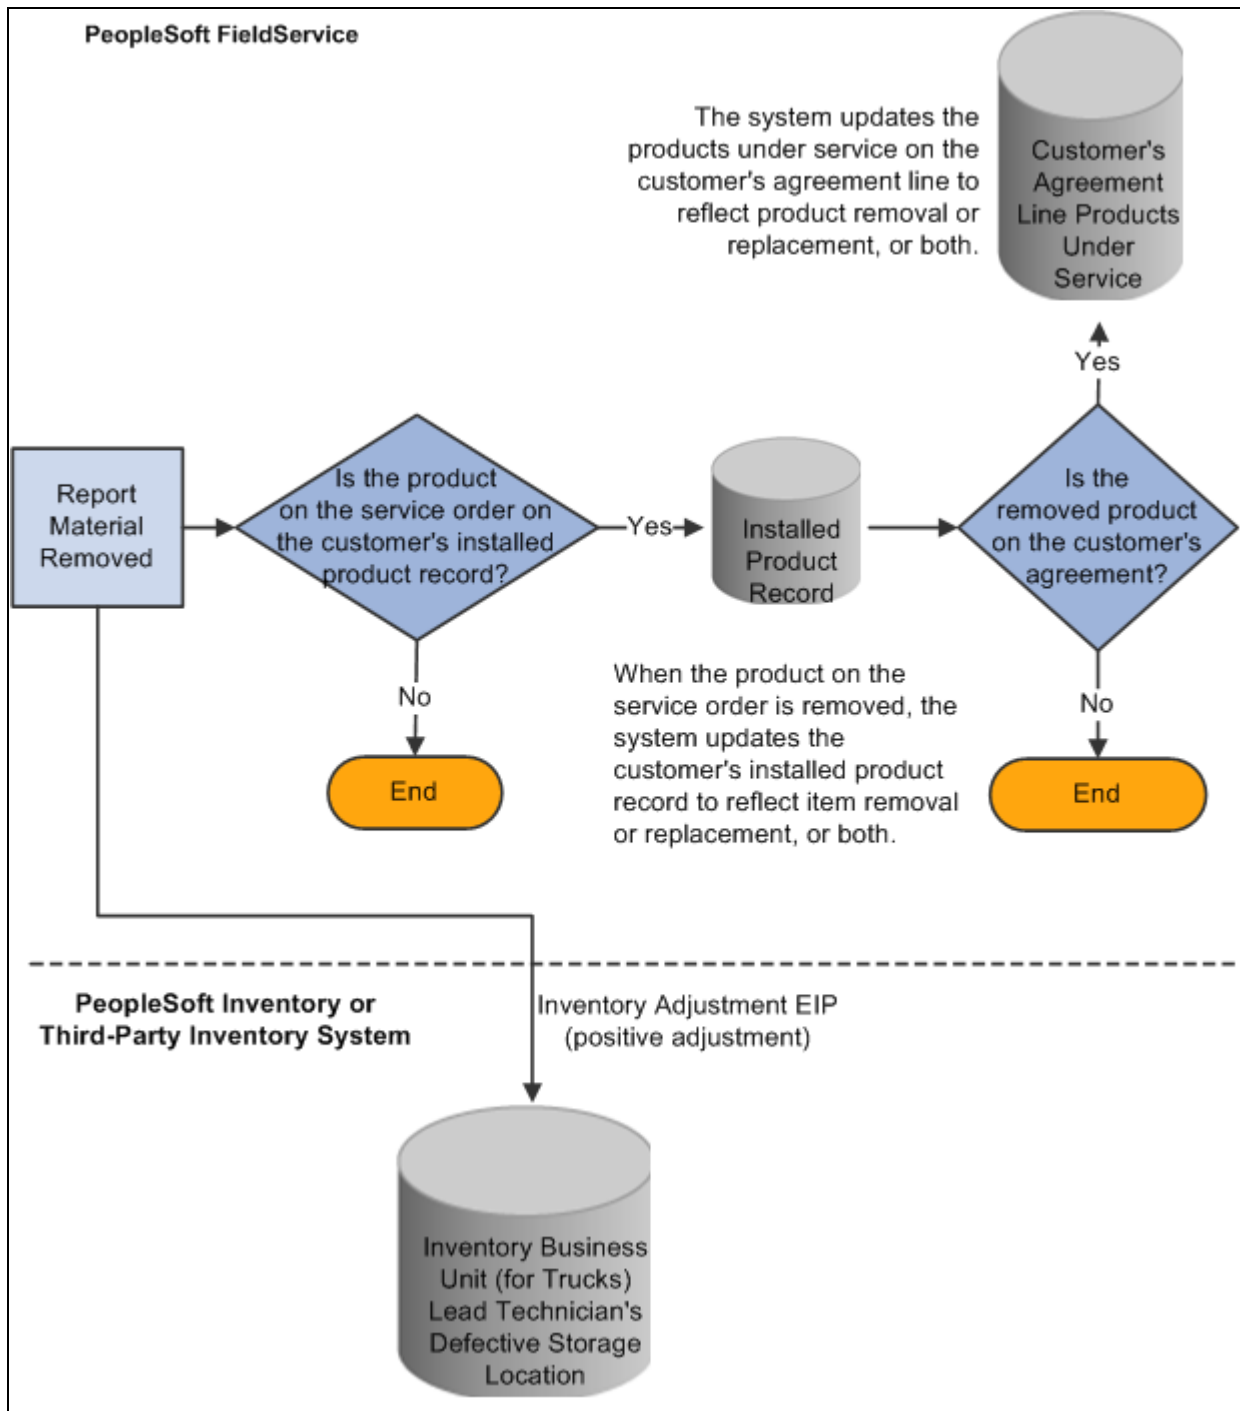 PeopleSoft FieldService
The system updates the
products under service on the
customer's agreement line to
reflect product removal or
replacement, or both.
Customer's
Agreement
Line Products
Under
Service
Yes
Report
Material
Removed
Is the product
on the service order on
the customer's installed
product record?
Yes
Installed
Product
Record
Is the
removed product
on the customer's
agreement?
No
End
When the product on the
service order is removed, the
system updates the
customer's installed product
record to reflect item removal
or replacement, or both.
No
End
PeopleSoft Inventory or
Third-Party Inventory System
Inventory Adjustment EIP
(positive adjustment)
Inventory Business
Unit (for Trucks)
Lead Technician's
Defective Storage
Location